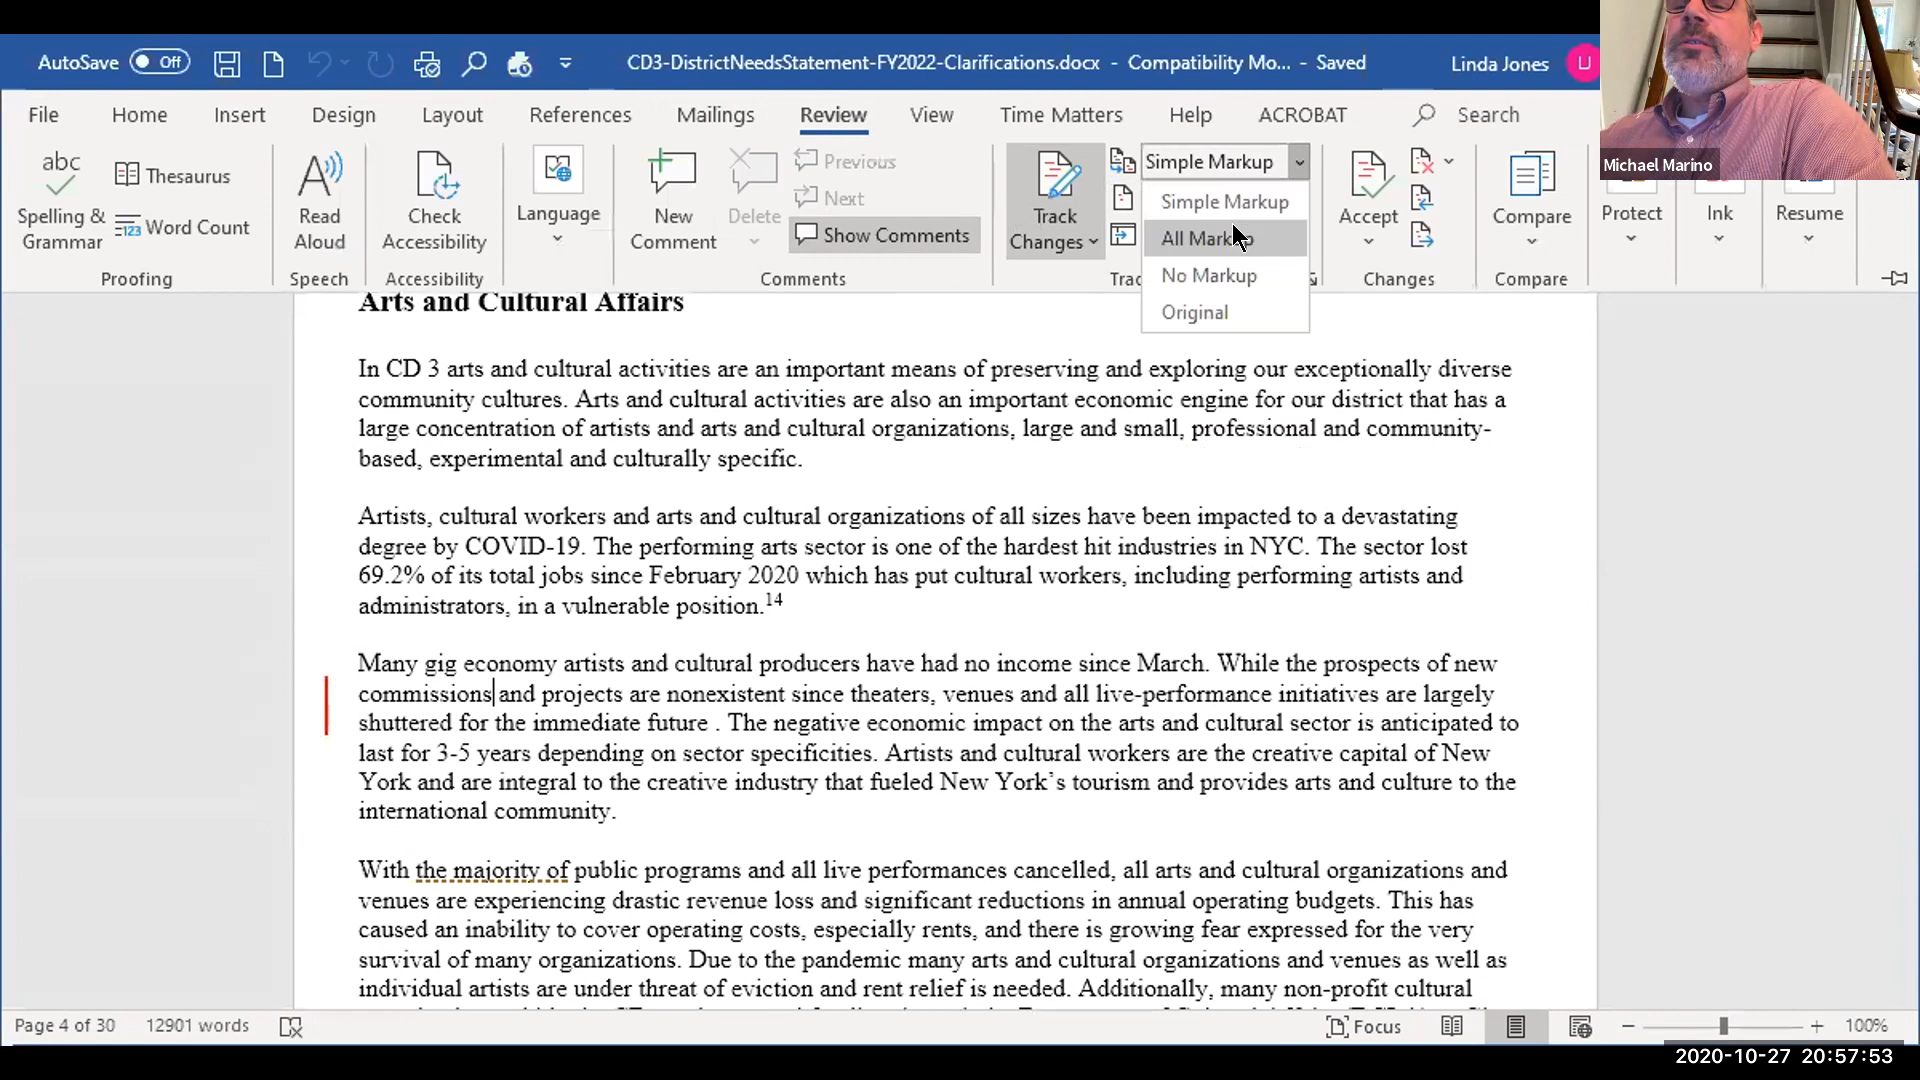 AutoSave Off CD3-DistrictNeedsStatement-FY2022-Clarifications.docx - Compatibility Mo... - Saved Linda Jones LJ
Michael Marino
File Home Insert Design Layout References Mailings Review View Time Matters Help ACROBAT Search
abc
Spelling &
Grammar
Thesaurus
123 Word Count
Proofing
Read
Aloud
Speech
Check
Accessibility
Accessibility
Language
New
Comment
Delete
Previous
Next
Show Comments
Comments
Track
Changes
Simple Markup
Simple Markup
All Markup
No Markup
Original
Accept
Changes
Compare
Compare
Protect
Ink
Resume
Arts and Cultural Affairs
In CD 3 arts and cultural activities are an important means of preserving and exploring our exceptionally diverse
community cultures. Arts and cultural activities are also an important economic engine for our district that has a
large concentration of artists and arts and cultural organizations, large and small, professional and community-
based, experimental and culturally specific.
Artists, cultural workers and arts and cultural organizations of all sizes have been impacted to a devastating
degree by COVID-19. The performing arts sector is one of the hardest hit industries in NYC. The sector lost
69.2% of its total jobs since February 2020 which has put cultural workers, including performing artists and
administrators, in a vulnerable position.14
Many gig economy artists and cultural producers have had no income since March. While the prospects of new
commissions and projects are nonexistent since theaters, venues and all live-performance initiatives are largely
shuttered for the immediate future . The negative economic impact on the arts and cultural sector is anticipated to
last for 3-5 years depending on sector specificities. Artists and cultural workers are the creative capital of New
York and are integral to the creative industry that fueled New York’s tourism and provides arts and culture to the
international community.
With the majority of public programs and all live performances cancelled, all arts and cultural organizations and
venues are experiencing drastic revenue loss and significant reductions in annual operating budgets. This has
caused an inability to cover operating costs, especially rents, and there is growing fear expressed for the very
survival of many organizations. Due to the pandemic many arts and cultural organizations and venues as well as
individual artists are under threat of eviction and rent relief is needed. Additionally, many non-profit cultural
Page 4 of 30 12901 words Focus 100%
2020-10-27 20:57:53